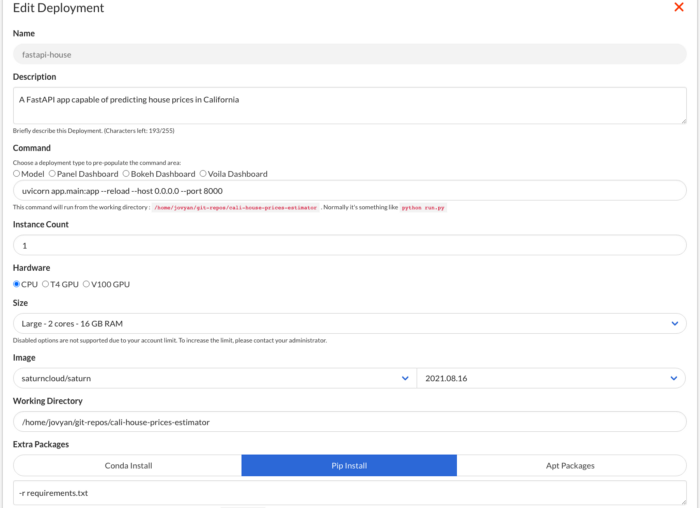 Edit Deployment
Name
fastapi-house
Description
A FastAPI app capable of predicting house prices in California
Briefly describe this Deployment. (Characters left: 193/255)
Command
Choose a deployment type to pre-populate the command area:
Model Panel Dashboard Bokeh Dashboard Voila Dashboard
uvicorn app.main:app --reload --host 0.0.0.0 --port 8000
This command will run from the working directory: /home/jovyan/git-repos/cali-house-prices-estimator . Normally it's something like python run.py
Instance Count
1
Hardware
CPU T4 GPU V100 GPU
Size
Large - 2 cores - 16 GB RAM
Disabled options are not supported due to your account limit. To increase the limit, please contact your administrator.
Image
saturncloud/saturn 2021.08.16
Working Directory
/home/jovyan/git-repos/cali-house-prices-estimator
Extra Packages
Conda Install Pip Install Apt Packages
-r requirements.txt